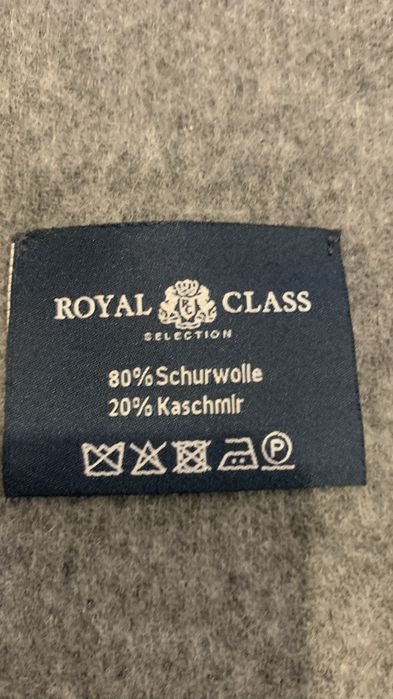 ROYAL CLASS
SELECTION
80% Schurwolle
20% Kaschmir
P